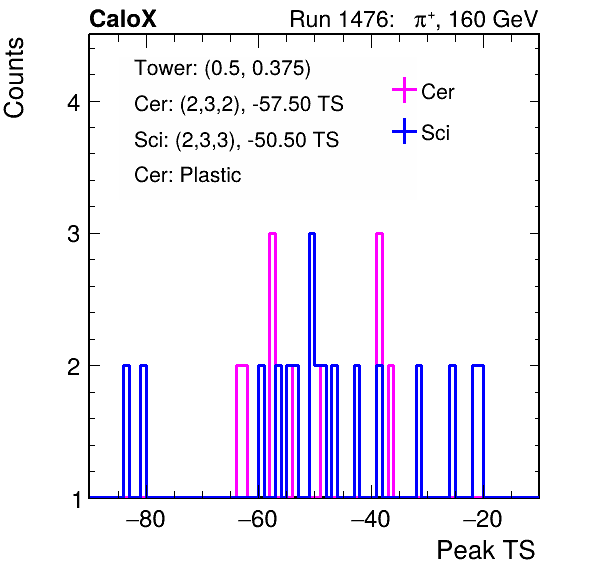 CaloX Run 1476: π⁺, 160 GeV
Counts
Tower: (0.5, 0.375)
Cer: (2,3,2), -57.50 TS
Sci: (2,3,3), -50.50 TS
Cer: Plastic
Cer
Sci
4
3
2
1
−80 −60 −40 −20
Peak TS